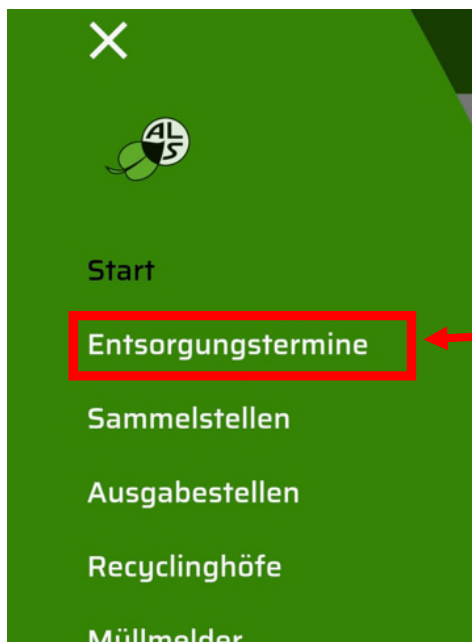 ALS
Start
Entsorgungstermine
Sammelstellen
Ausgabestellen
Recyclinghöfe
Müllmelder